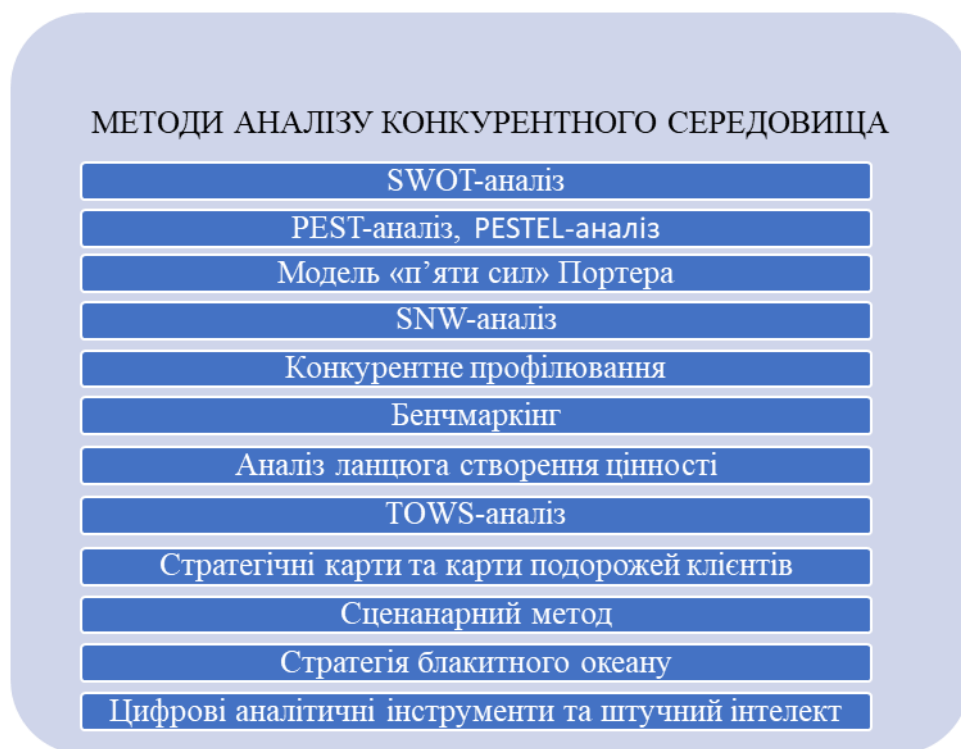 МЕТОДИ АНАЛІЗУ КОНКУРЕНТНОГО СЕРЕДОВИЩА
SWOT-аналіз
PEST-аналіз, PESTEL-аналіз
Модель «п’яти сил» Портера
SNW-аналіз
Конкурентне профілювання
Бенчмаркінг
Аналіз ланцюга створення цінності
TOWS-аналіз
Стратегічні карти та карти подорожей клієнтів
Сценанарний метод
Стратегія блакитного океану
Цифрові аналітичні інструменти та штучний інтелект